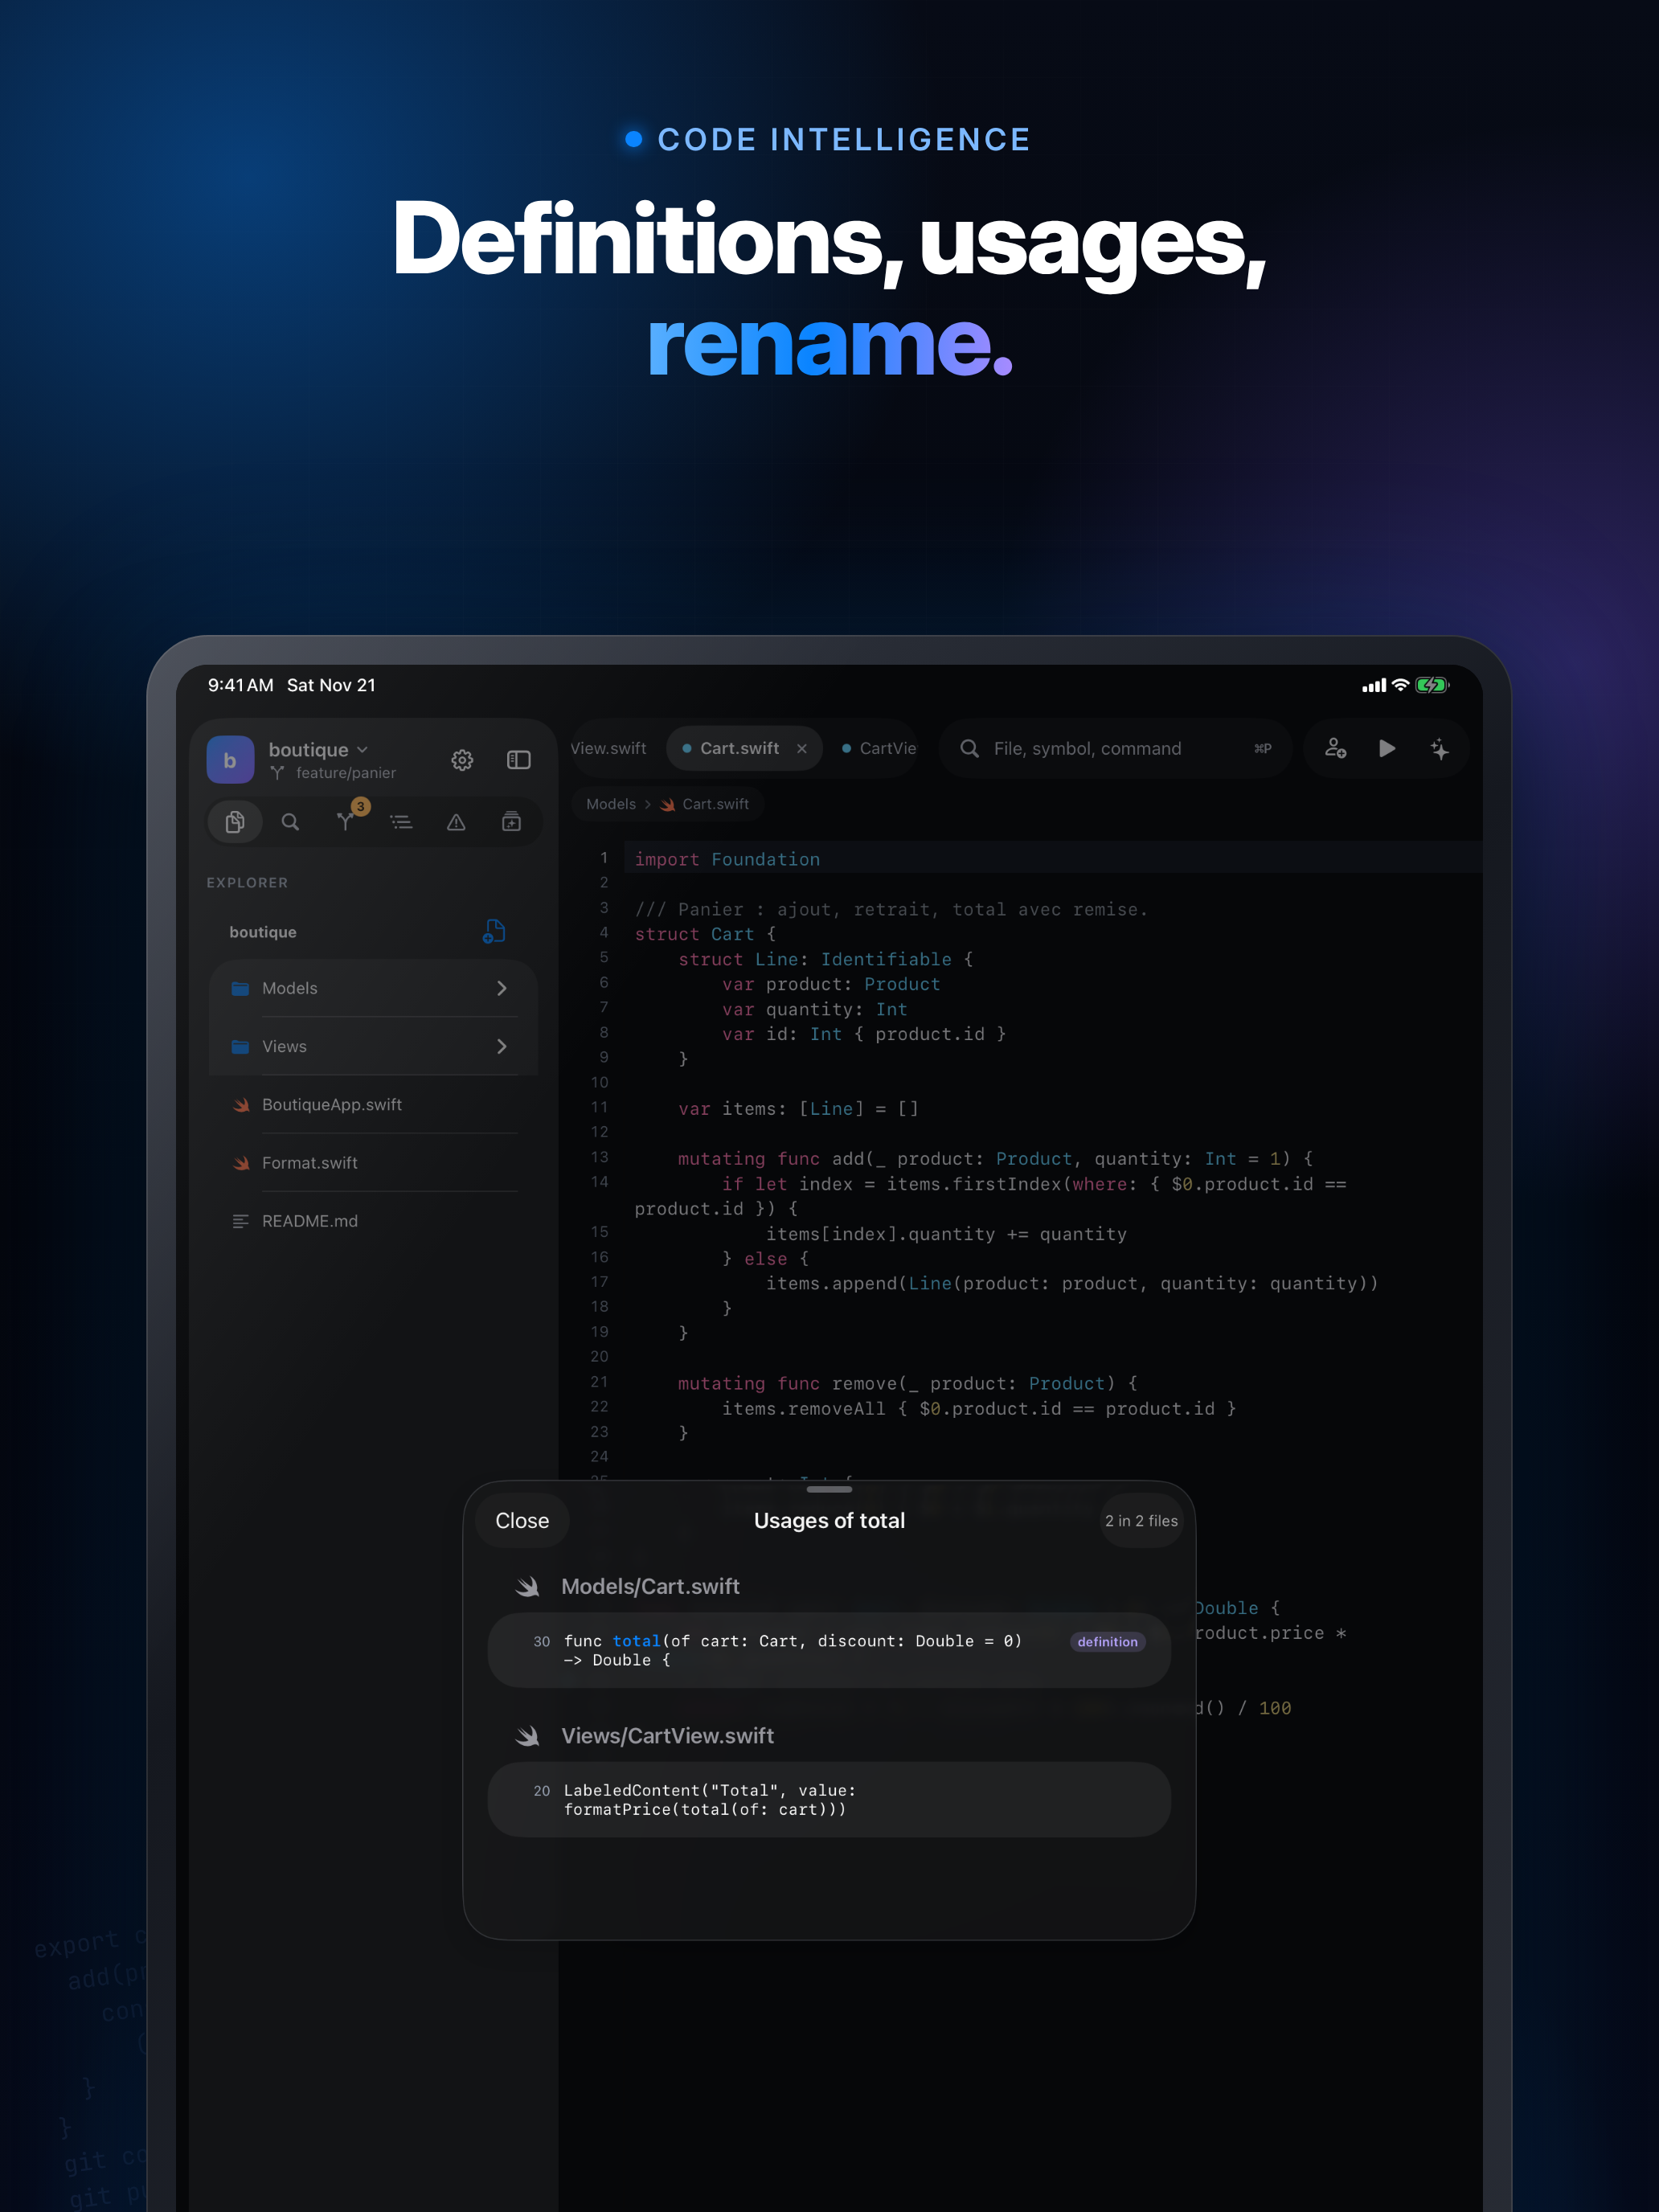 CODE INTELLIGENCE
Definitions, usages,
rename.
9:41 AM Sat Nov 21
boutique
feature/panier
3
EXPLORER
boutique
Models
Views
BoutiqueApp.swift
Format.swift
README.md
View.swift
Cart.swift
CartVie
File, symbol, command
⌘P
Models > Cart.swift
1 import Foundation
2
3 /// Panier : ajout, retrait, total avec remise.
4 struct Cart {
5 struct Line: Identifiable {
6 var product: Product
7 var quantity: Int
8 var id: Int { product.id }
9 }
10
11 var items: [Line] = []
12
13 mutating func add(_ product: Product, quantity: Int = 1) {
14 if let index = items.firstIndex(where: { $0.product.id ==
product.id }) {
15 items[index].quantity += quantity
16 } else {
17 items.append(Line(product: product, quantity: quantity))
18 }
19 }
20
21 mutating func remove(_ product: Product) {
22 items.removeAll { $0.product.id == product.id }
23 }
24
Double {
roduct.price *
d() / 100
Close
Usages of total
2 in 2 files
Models/Cart.swift
30 func total(of cart: Cart, discount: Double = 0)
-> Double {
definition
Views/CartView.swift
20 LabeledContent("Total", value:
formatPrice(total(of: cart)))
export c
add(p
con
(
}
}
git co
git pu